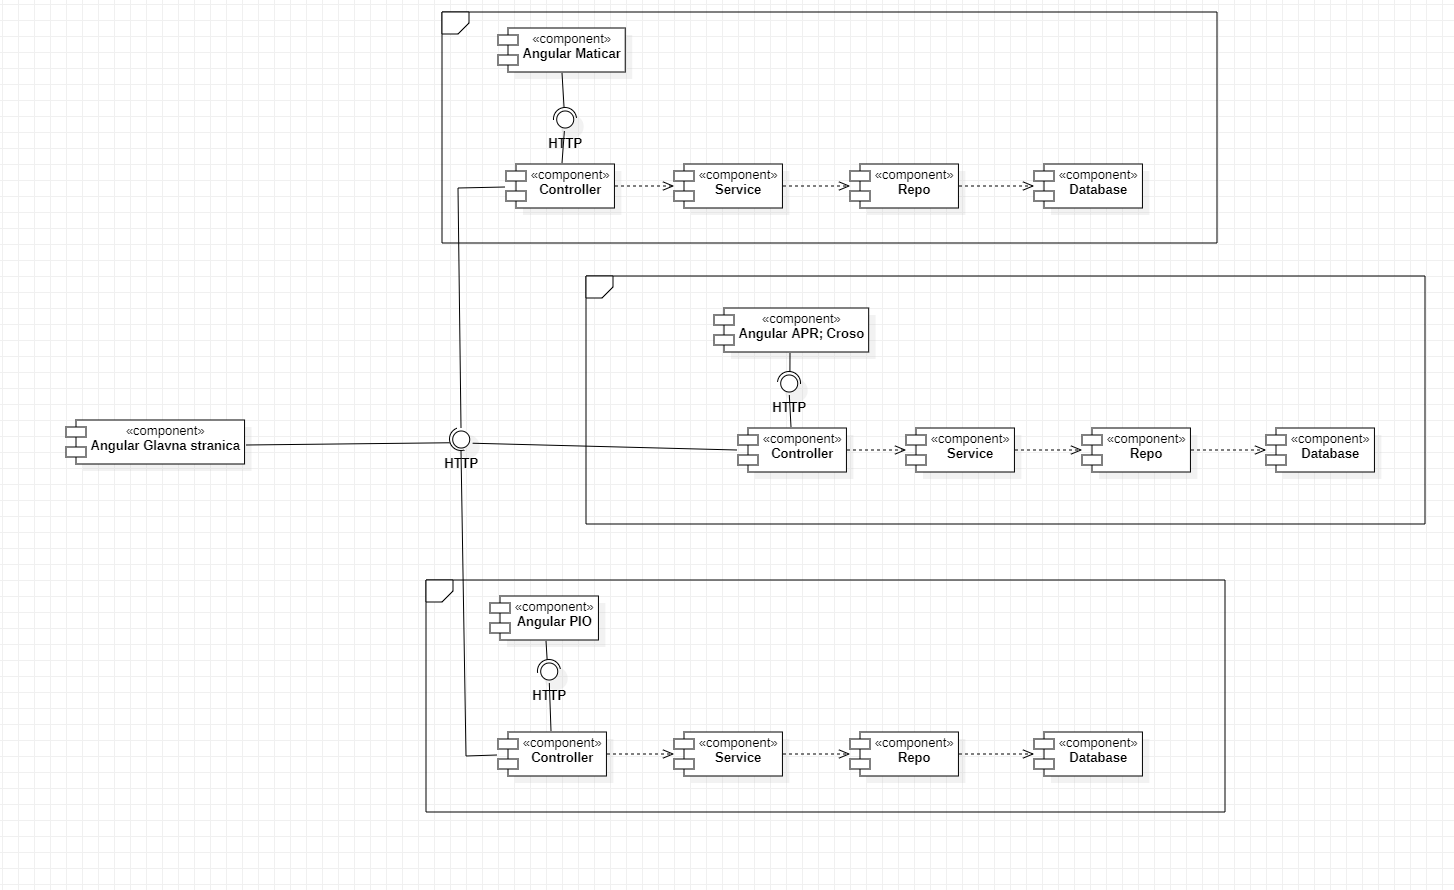 «component»
Angular Maticar
HTTP
«component»
Controller
«component»
Service
«component»
Repo
«component»
Database
«component»
Angular APR; Croso
HTTP
«component»
Angular Glavna stranica
HTTP
«component»
Controller
«component»
Service
«component»
Repo
«component»
Database
«component»
Angular PIO
HTTP
«component»
Controller
«component»
Service
«component»
Repo
«component»
Database